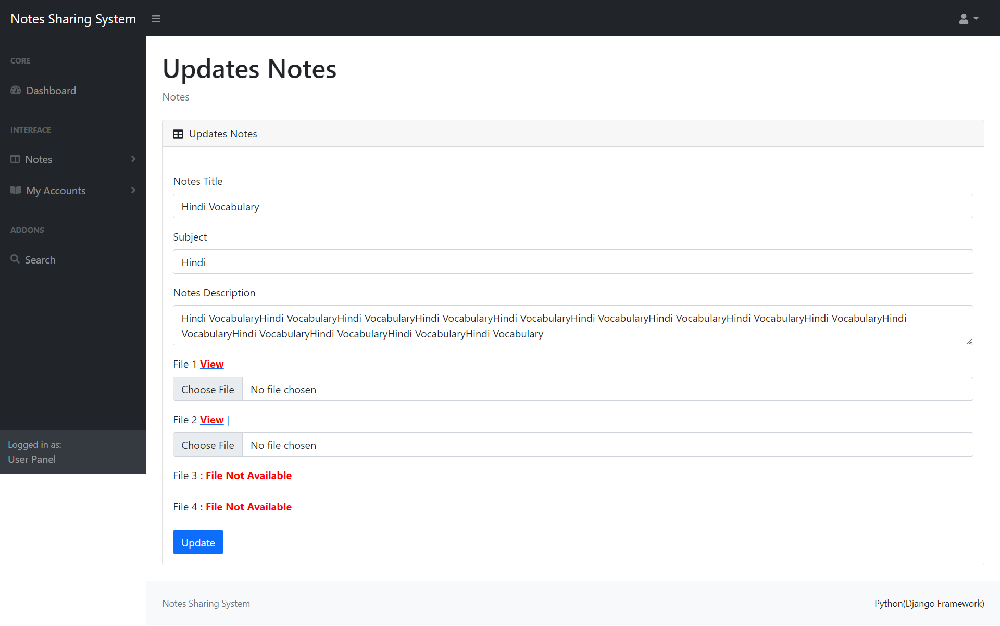 Notes Sharing System
CORE
Dashboard
INTERFACE
Notes
My Accounts
ADDONS
Search
Logged in as:
User Panel
Updates Notes
Notes
Updates Notes
Notes Title
Hindi Vocabulary
Subject
Hindi
Notes Description
Hindi VocabularyHindi VocabularyHindi VocabularyHindi VocabularyHindi VocabularyHindi VocabularyHindi VocabularyHindi VocabularyHindi VocabularyHindi
VocabularyHindi VocabularyHindi VocabularyHindi VocabularyHindi Vocabulary
File 1 View
Choose File No file chosen
File 2 View |
Choose File No file chosen
File 3 : File Not Available
File 4 : File Not Available
Update
Notes Sharing System
Python(Django Framework)